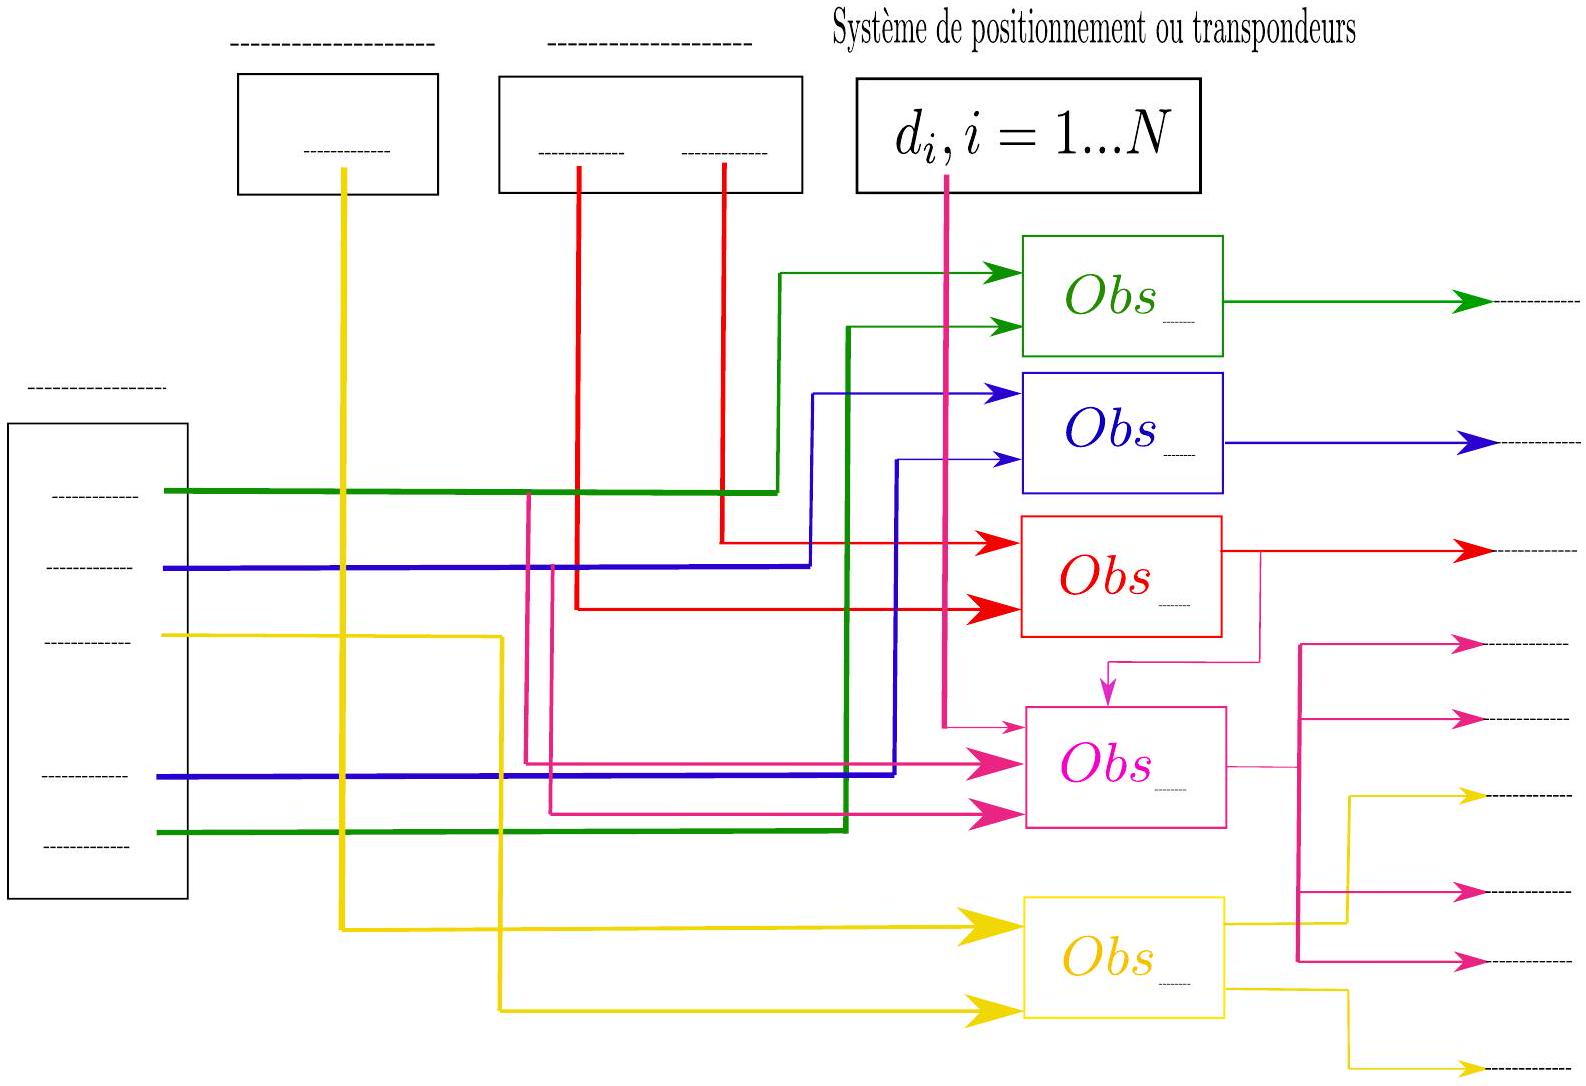 Système de positionnement ou transpondeurs
d_i, i = 1...N
Obs
Obs
Obs
Obs
Obs